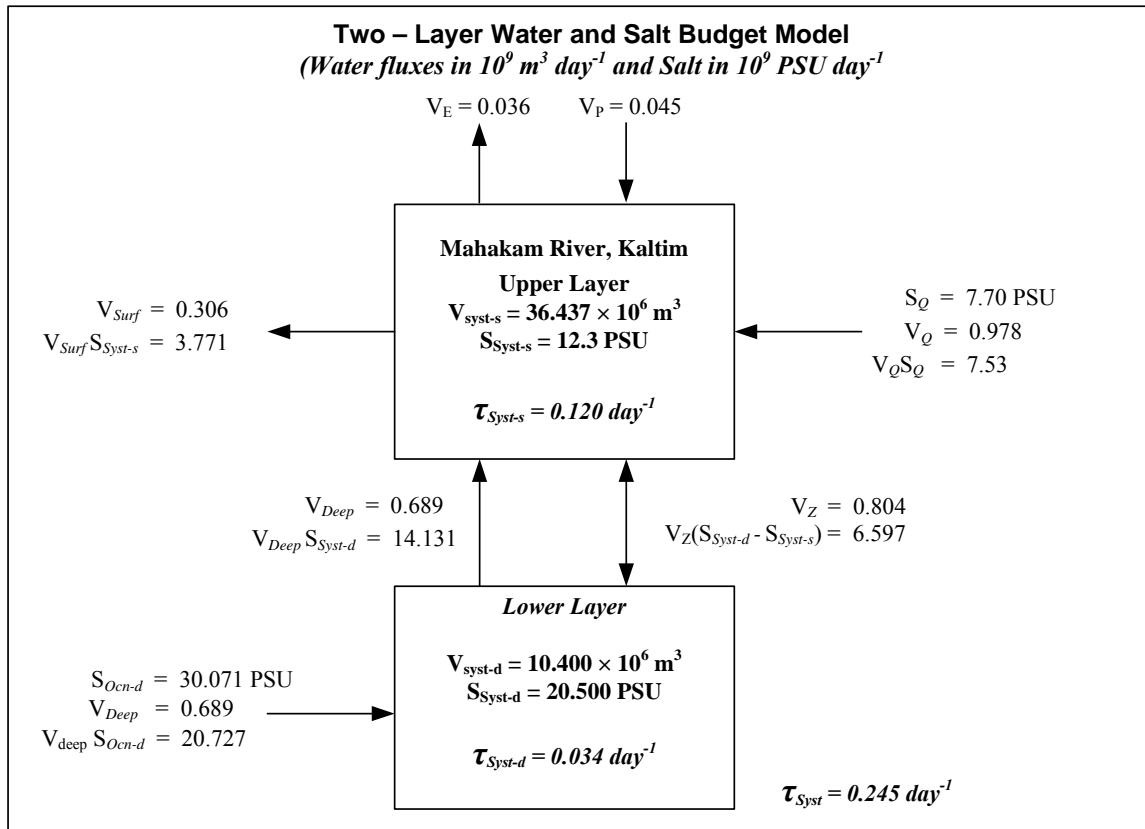 Two – Layer Water and Salt Budget Model
(Water fluxes in 10⁹ m³ day⁻¹ and Salt in 10⁹ PSU day⁻¹
V_E = 0.036
V_P = 0.045
Mahakam River, Kaltim
Upper Layer
V_syst-s = 36.437 × 10⁶ m³
S_Syst-s = 12.3 PSU
τ_Syst-s = 0.120 day⁻¹
V_Surf = 0.306
V_Surf S_Syst-s = 3.771
S_Q = 7.70 PSU
V_Q = 0.978
V_Q S_Q = 7.53
V_Deep = 0.689
V_Deep S_Syst-d = 14.131
V_Z = 0.804
V_Z(S_Syst-d - S_Syst-s) = 6.597
Lower Layer
V_syst-d = 10.400 × 10⁶ m³
S_Syst-d = 20.500 PSU
τ_Syst-d = 0.034 day⁻¹
S_Ocn-d = 30.071 PSU
V_Deep = 0.689
V_deep S_Ocn-d = 20.727
τ_Syst = 0.245 day⁻¹